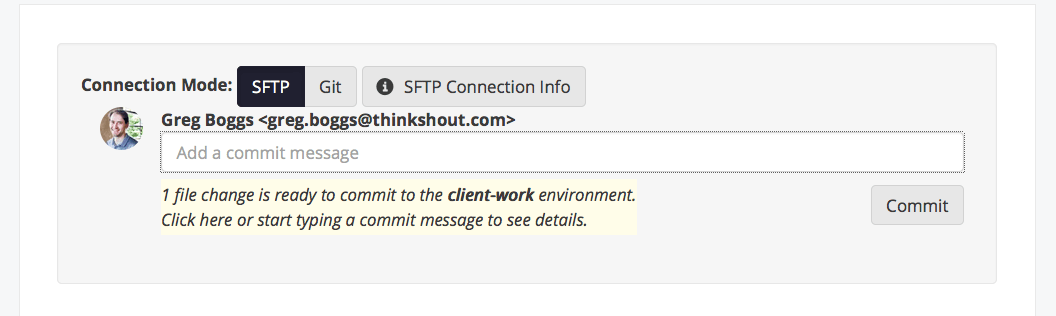 Connection Mode: SFTP Git SFTP Connection Info
Greg Boggs <greg.boggs@thinkshout.com>
Add a commit message
1 file change is ready to commit to the client-work environment.
Click here or start typing a commit message to see details.
Commit